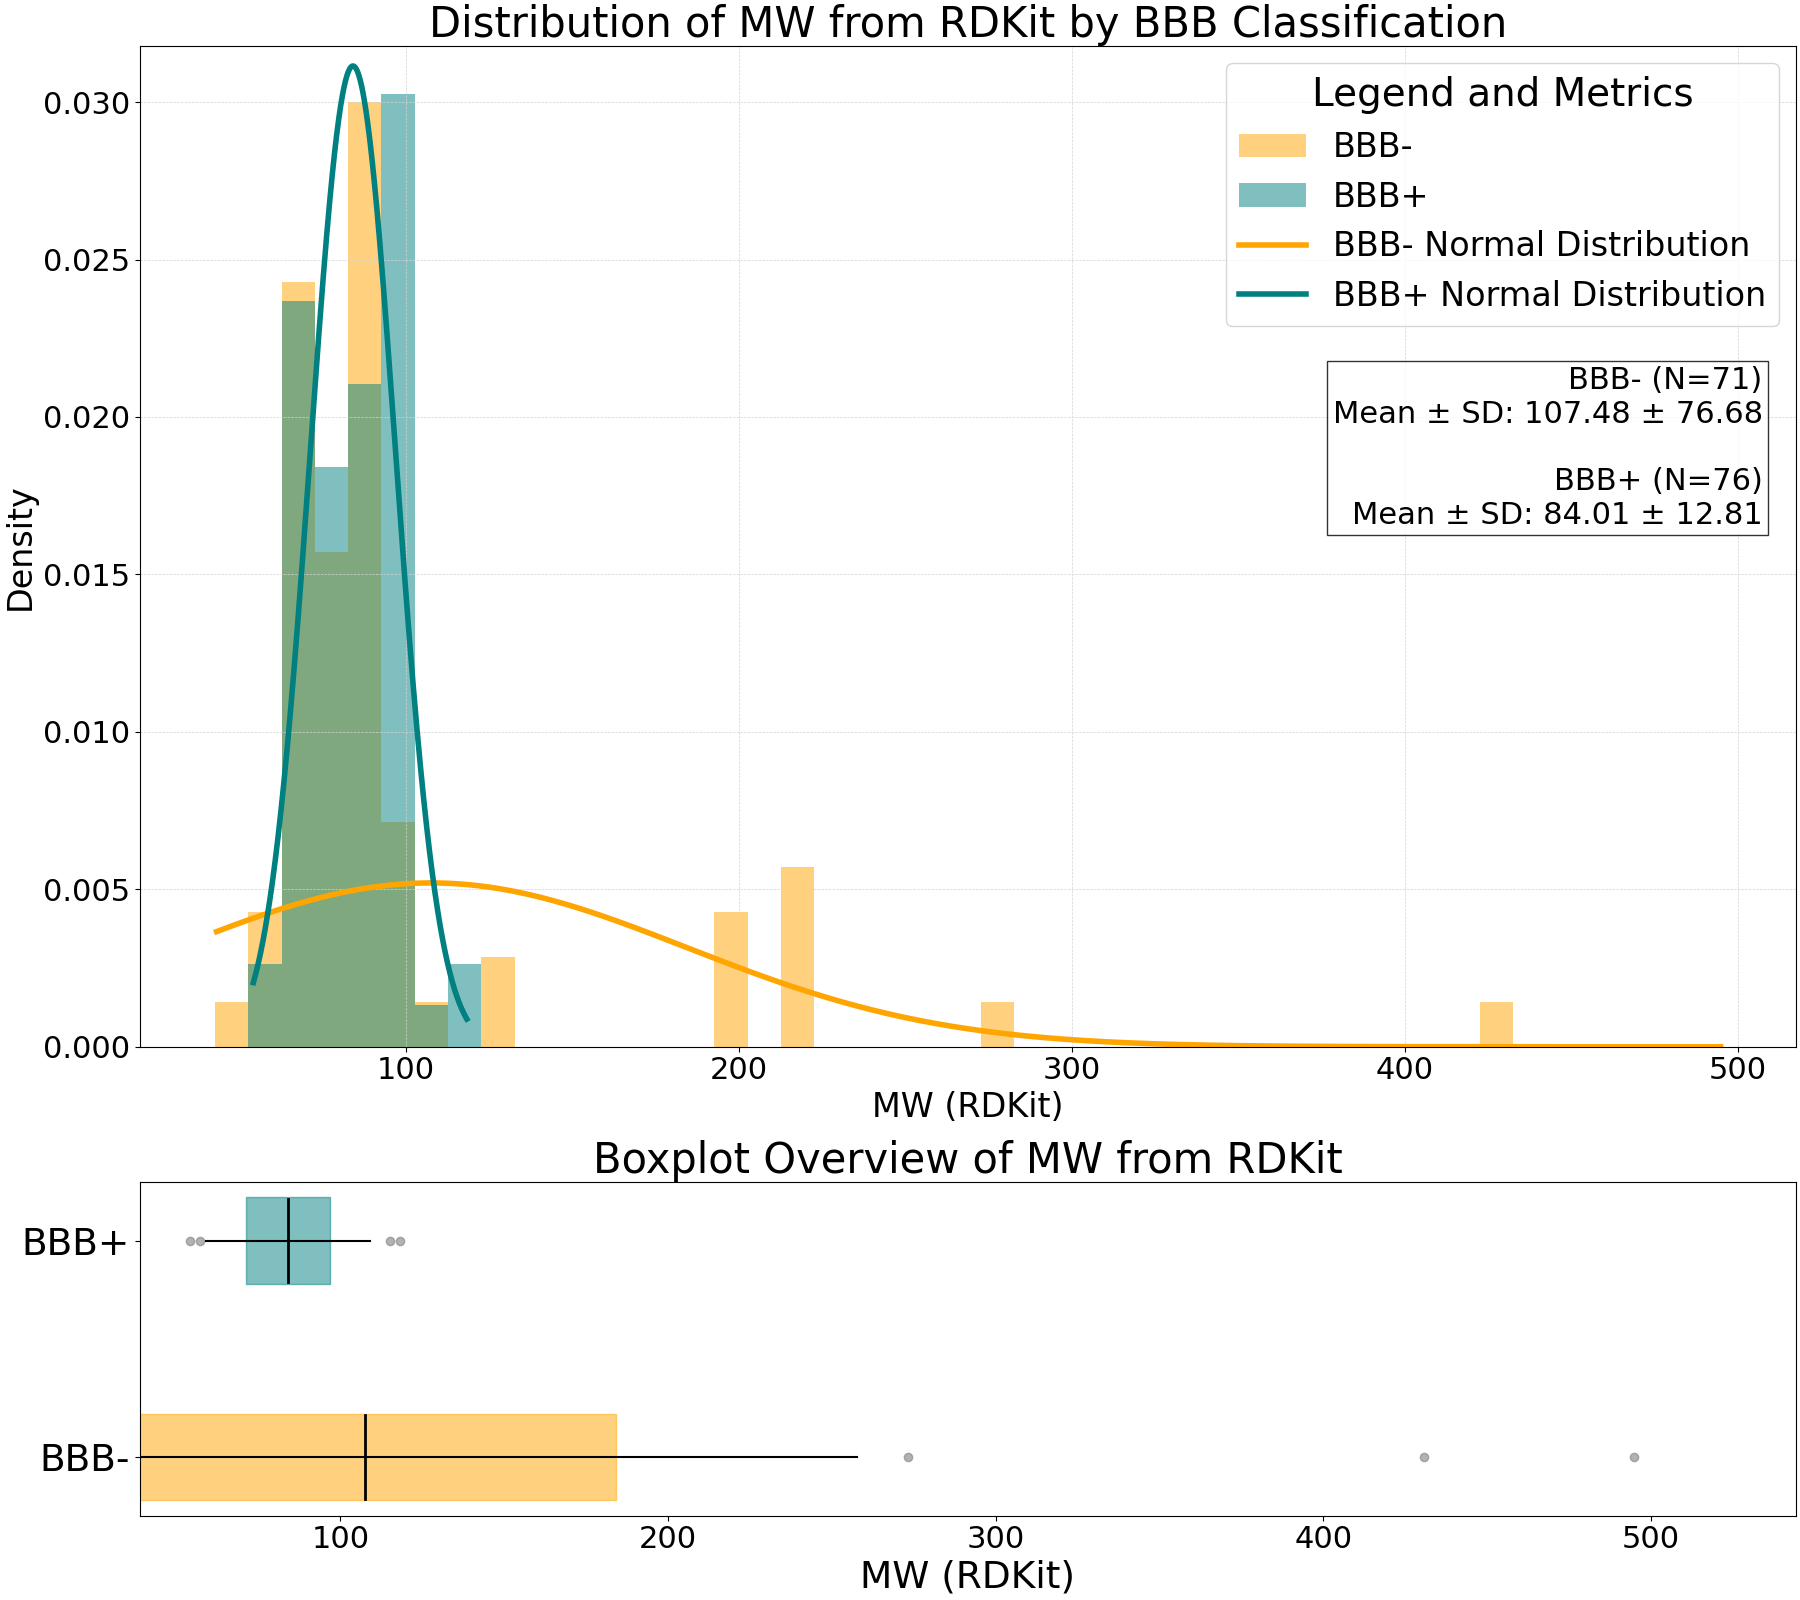 Distribution of MW from RDKit by BBB Classification
Legend and Metrics
BBB-
BBB+
BBB- Normal Distribution
BBB+ Normal Distribution
BBB- (N=71)
Mean ± SD: 107.48 ± 76.68
BBB+ (N=76)
Mean ± SD: 84.01 ± 12.81
Density
0.030
0.025
0.020
0.015
0.010
0.005
0.000
100 200 300 400 500
MW (RDKit)
Boxplot Overview of MW from RDKit
BBB+
BBB-
100 200 300 400 500
MW (RDKit)